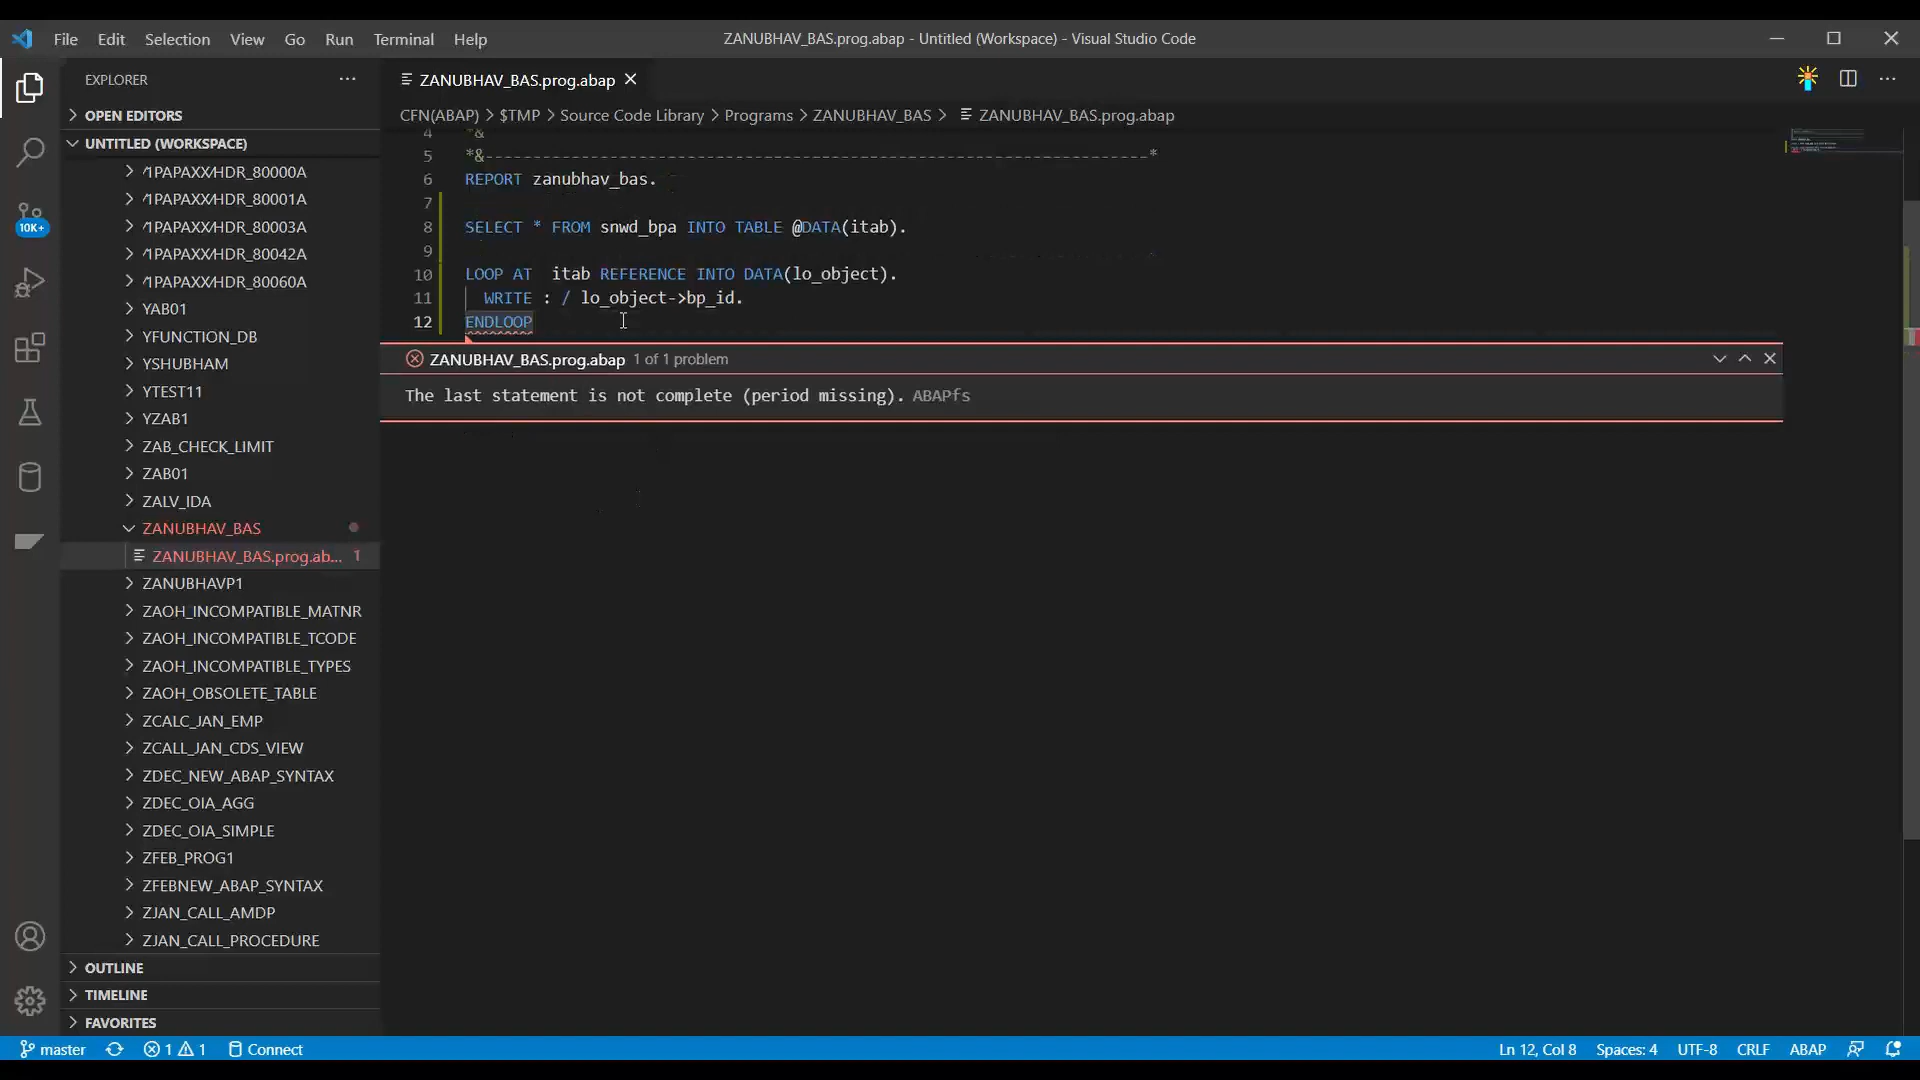 File Edit Selection View Go Run Terminal Help
ZANUBHAV_BAS.prog.abap - Untitled (Workspace) - Visual Studio Code
EXPLORER
OPEN EDITORS
UNTITLED (WORKSPACE)
/1PAPAXX/HDR_80000A
/1PAPAXX/HDR_80001A
/1PAPAXX/HDR_80003A
/1PAPAXX/HDR_80042A
/1PAPAXX/HDR_80060A
YAB01
YFUNCTION_DB
YSHUBHAM
YTEST11
YZAB1
ZAB_CHECK_LIMIT
ZAB01
ZALV_IDA
ZANUBHAV_BAS
ZANUBHAV_BAS.prog.ab... 1
ZANUBHAVP1
ZAOH_INCOMPATIBLE_MATNR
ZAOH_INCOMPATIBLE_TCODE
ZAOH_INCOMPATIBLE_TYPES
ZAOH_OBSOLETE_TABLE
ZCALC_JAN_EMP
ZCALL_JAN_CDS_VIEW
ZDEC_NEW_ABAP_SYNTAX
ZDEC_OIA_AGG
ZDEC_OIA_SIMPLE
ZFEB_PROG1
ZFEBNEW_ABAP_SYNTAX
ZJAN_CALL_AMDP
ZJAN_CALL_PROCEDURE
OUTLINE
TIMELINE
FAVORITES
10K+
ZANUBHAV_BAS.prog.abap
CFN(ABAP) > $TMP > Source Code Library > Programs > ZANUBHAV_BAS > ZANUBHAV_BAS.prog.abap
4 *&
5 *&---------------------------------------------------------------------*
6 REPORT zanubhav_bas.
7
8 SELECT * FROM snwd_bpa INTO TABLE @DATA(itab).
9
10 LOOP AT  itab REFERENCE INTO DATA(lo_object).
11 WRITE : / lo_object->bp_id.
12 ENDLOOP
ZANUBHAV_BAS.prog.abap 1 of 1 problem
The last statement is not complete (period missing). ABAPfs
master 1 1 Connect
Ln 12, Col 8 Spaces: 4 UTF-8 CRLF ABAP